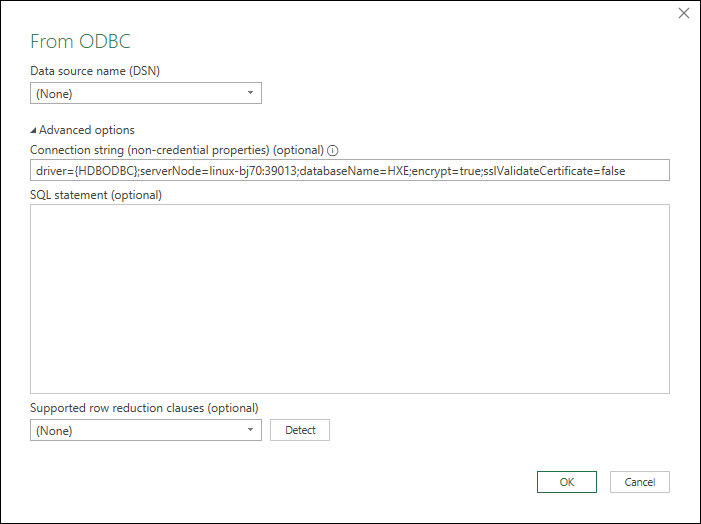 From ODBC
Data source name (DSN)
(None)
Advanced options
Connection string (non-credential properties) (optional)
driver={HDBODBC};serverNode=linux-bj70:39013;databaseName=HXE;encrypt=true;sslValidateCertificate=false
SQL statement (optional)
Supported row reduction clauses (optional)
(None)
Detect
OK
Cancel